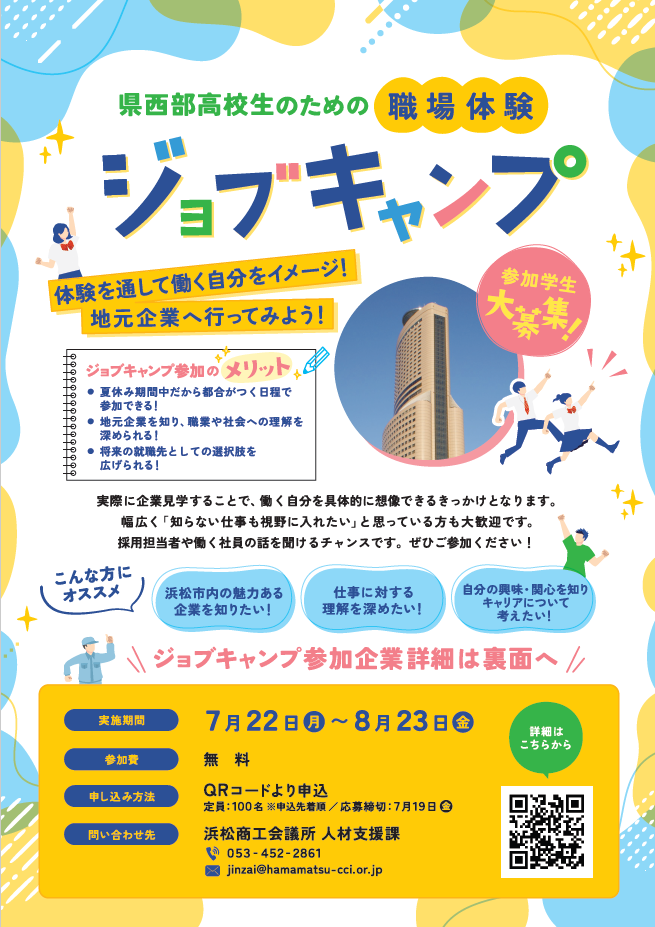 県西部高校生のための 職場体験
ジョブキャンプ
体験を通して働く自分をイメージ!
地元企業へ行ってみよう!
参加学生
大募集!
ジョブキャンプ参加のメリット
● 夏休み期間中だから都合がつく日程で
参加できる!
● 地元企業を知り、職業や社会への理解を
深められる!
● 将来の就職先としての選択肢を
広げられる!
実際に企業見学することで、働く自分を具体的に想像できるきっかけとなります。
幅広く「知らない仕事も視野に入れたい」と思っている方も大歓迎です。
採用担当者や働く社員の話を聞けるチャンスです。ぜひご参加ください!
こんな方に
オススメ
浜松市内の魅力ある
企業を知りたい!
仕事に対する
理解を深めたい!
自分の興味・関心を知り
キャリアについて
考えたい!
ジョブキャンプ参加企業詳細は裏面へ
実施期間 7月22日月~8月23日金
参加費 無 料
申し込み方法 QRコードより申込
定員:100名 ※申込先着順/応募締切:7月19日金
問い合わせ先 浜松商工会議所 人材支援課
053-452-2861
jinzai@hamamatsu-cci.or.jp
詳細は
こちらから